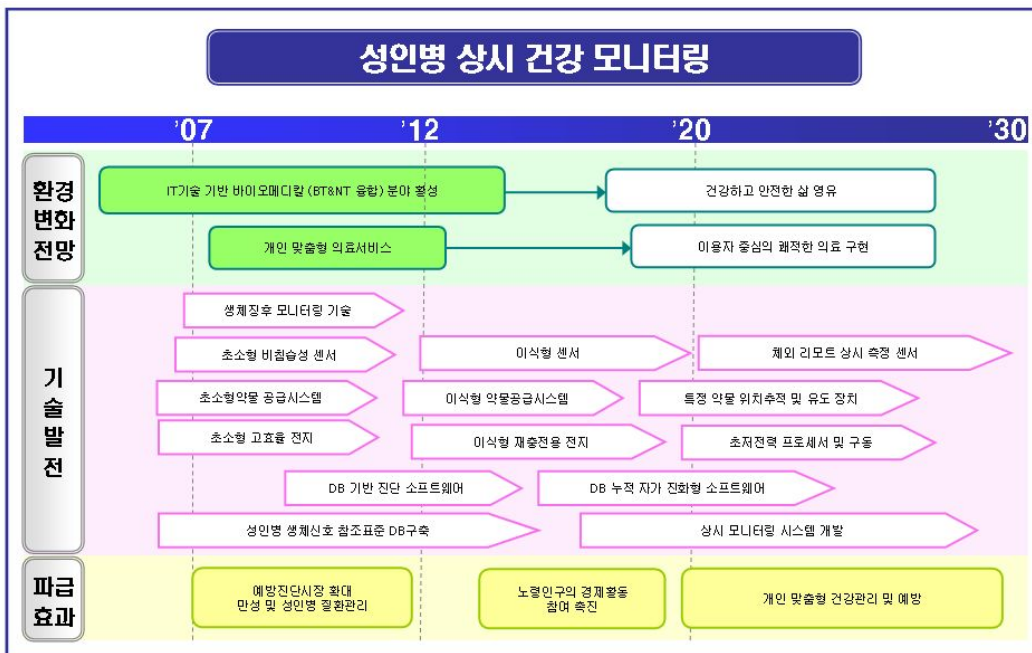 성인병 상시 건강 모니터링
'07 '12 '20 '30
환경
변화
전망
IT기술 기반 바이오메디칼 (BT&NT 융합) 분야 활성
건강하고 안전한 삶 영유
개인 맞춤형 의료서비스
이용자 중심의 쾌적한 의료 구현
기
술
발
전
생체징후 모니터링 기술
초소형 비침습성 센서
이식형 센서
체외 리모트 상시 측정 센서
초소형약물 공급시스템
이식형 약물공급시스템
특정 약물 위치추적 및 유도 장치
초소형 고효율 전지
이식형 재충전용 전지
초저전력 프로세서 및 구동
DB 기반 진단 소프트웨어
DB 누적 자가 진화형 소프트웨어
성인병 생체신호 참조표준 DB구축
상시 모니터링 시스템 개발
파급
효과
예방진단시장 확대
만성 및 성인병 질환관리
노령인구의 경제활동
참여 촉진
개인 맞춤형 건강관리 및 예방